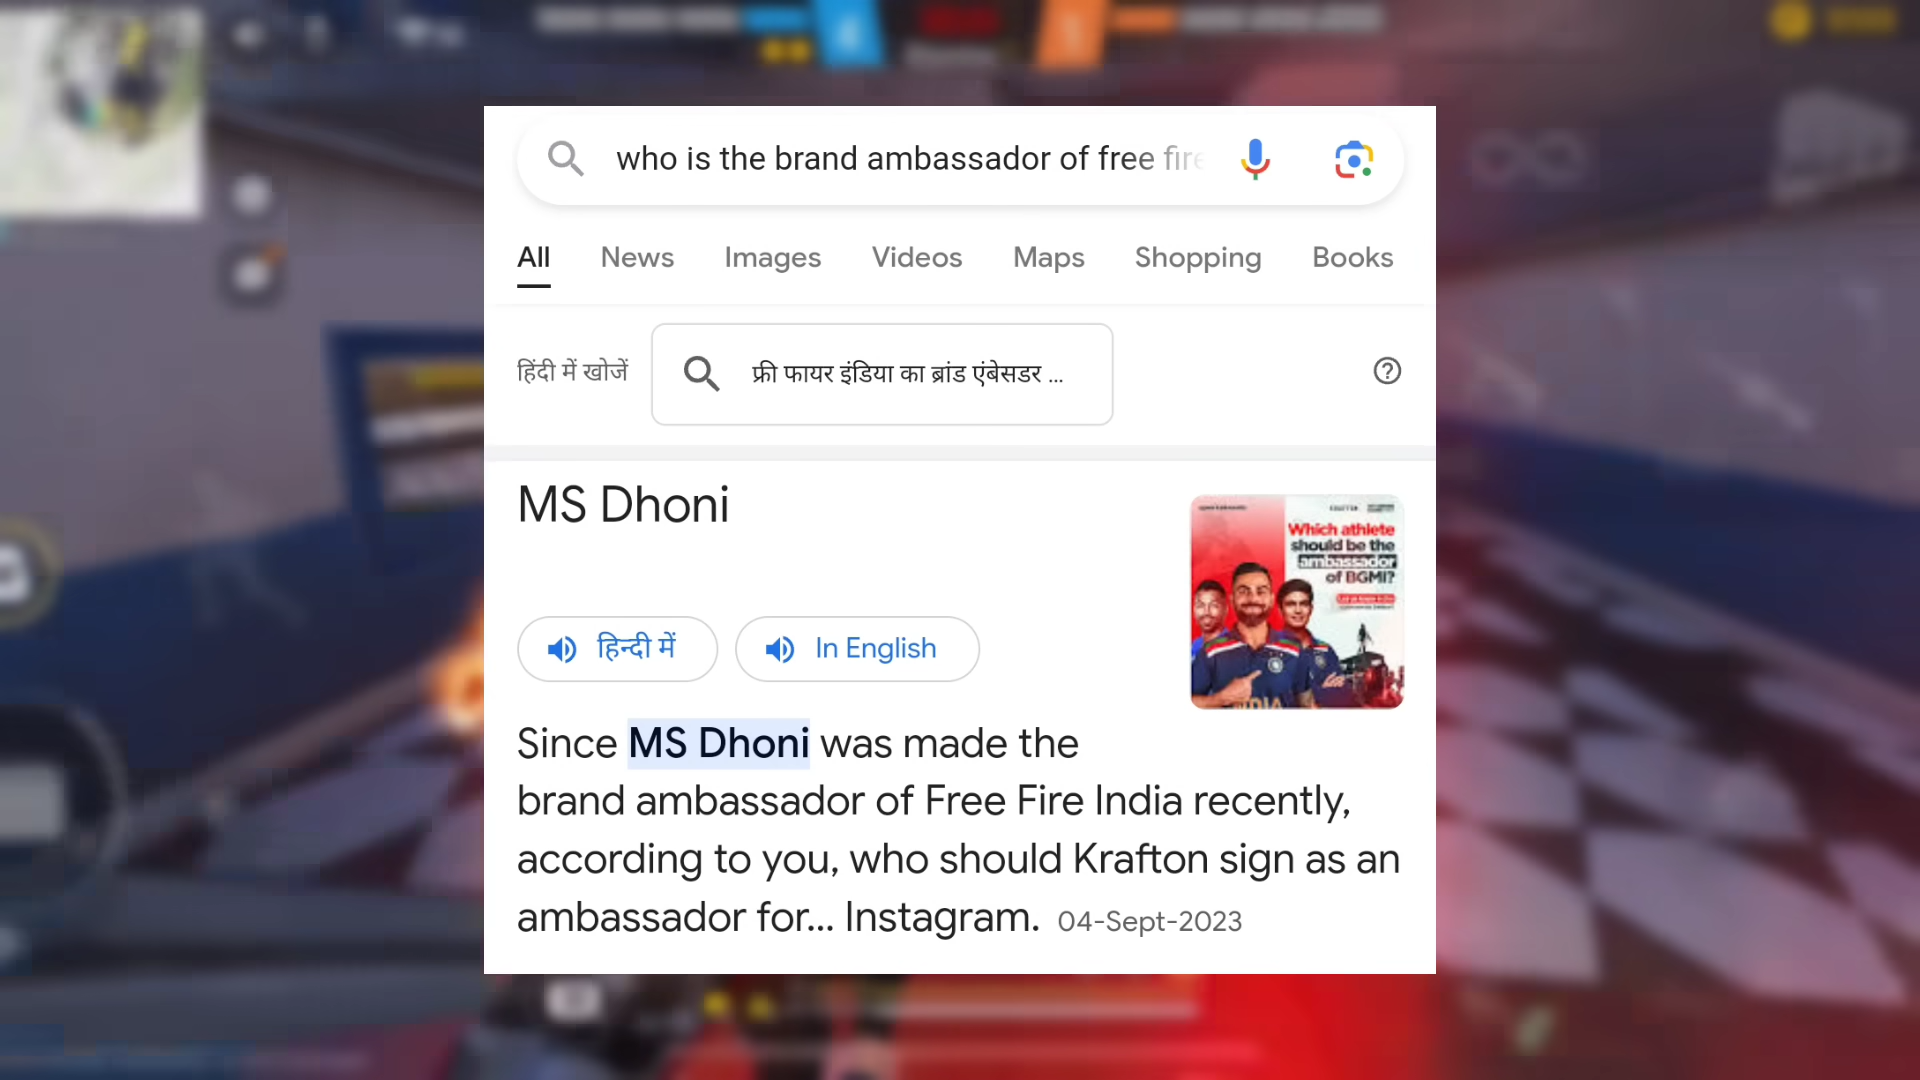 who is the brand ambassador of free fire
All News Images Videos Maps Shopping Books
हिंदी में खोजें
फ्री फायर इंडिया का ब्रांड एंबेसडर ...
MS Dhoni
Which athlete
should be the
ambassador
of BGMI?
हिन्दी में
In English
INDIA
Since MS Dhoni was made the
brand ambassador of Free Fire India recently,
according to you, who should Krafton sign as an
ambassador for... Instagram. 04-Sept-2023